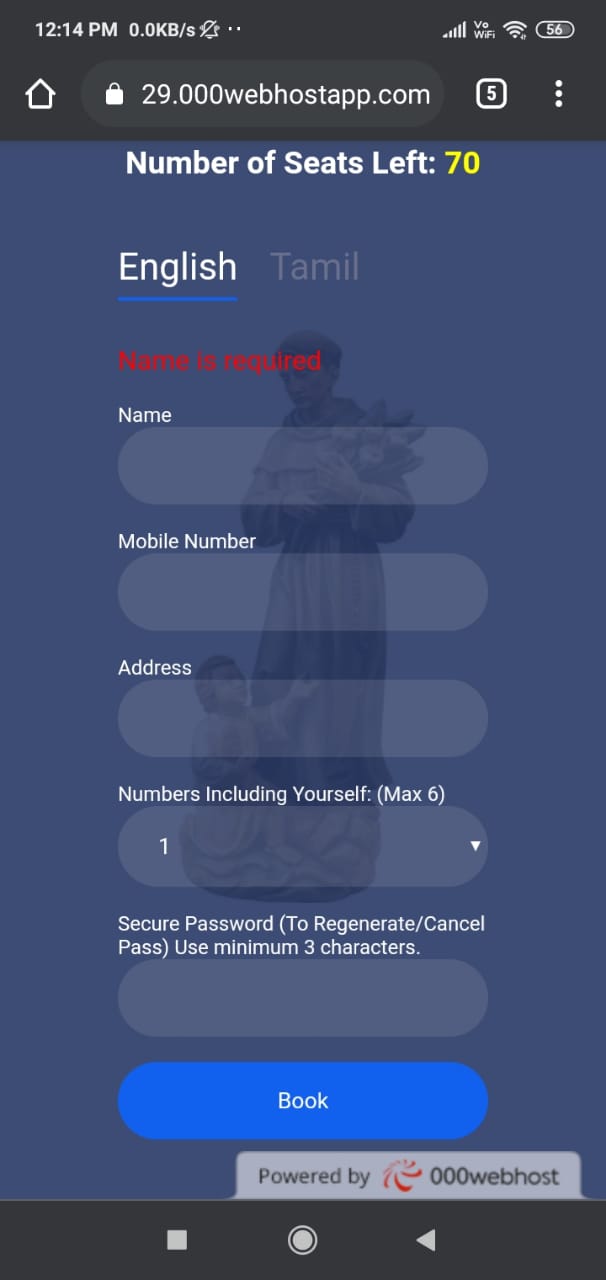 12:14 PM 0.0KB/s
Vo
WiFi
56
29.000webhostapp.com
5
Number of Seats Left: 70
English Tamil
Name is required
Name
Mobile Number
Address
Numbers Including Yourself: (Max 6)
1
Secure Password (To Regenerate/Cancel
Pass) Use minimum 3 characters.
Book
Powered by 000webhost